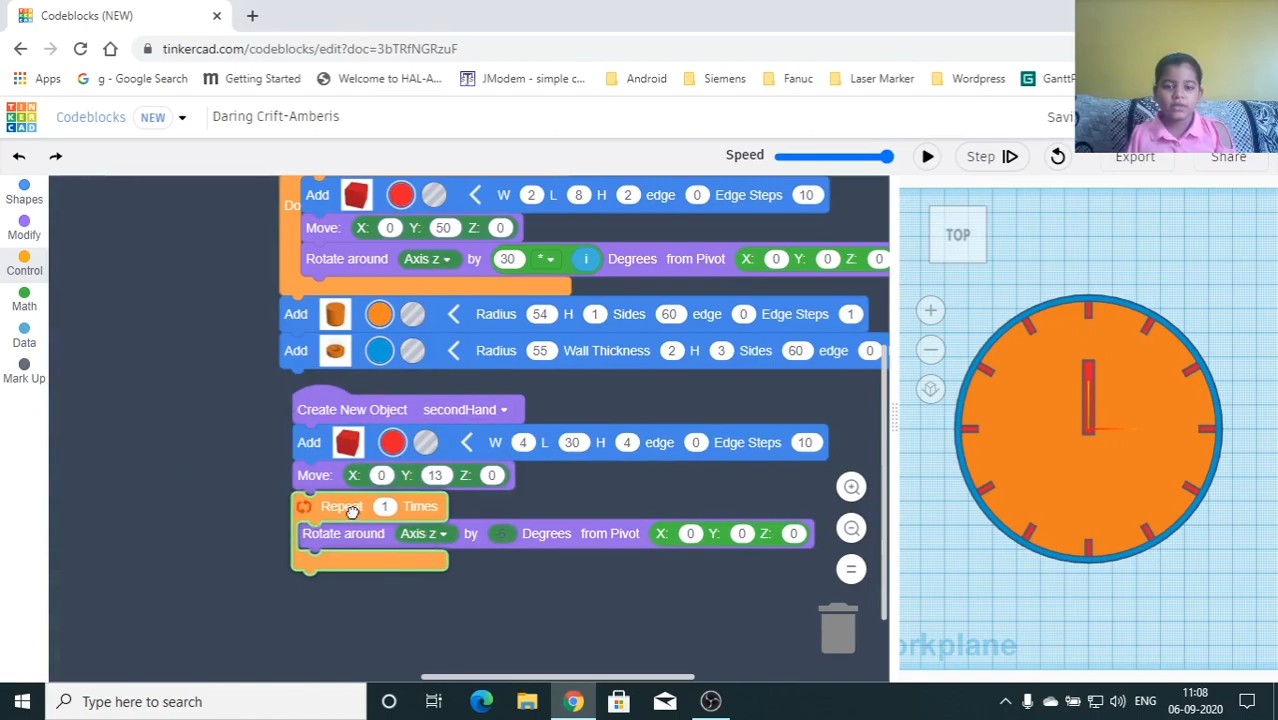 Codeblocks (NEW)
tinkercad.com/codeblocks/edit?doc=3bTRfNGRzuF
Apps g - Google Search Getting Started Welcome to HAL-A... JModem - simple c... Android Siemens Fanuc Laser Marker Wordpress GanttP
TIN
KER
CAD
Codeblocks NEW Daring Crift-Amberis Savi
Speed Step Export Share
Shapes
Modify
Control
Math
Data
Mark Up
Do
Add W 2 L 8 H 2 edge 0 Edge Steps 10
Move: X: 0 Y: 50 Z: 0
Rotate around Axis z by 30 * i Degrees from Pivot X: 0 Y: 0 Z: 0
Add Radius 54 H 1 Sides 60 edge 0 Edge Steps 1
Add Radius 55 Wall Thickness 2 H 3 Sides 60 edge 0
Create New Object secondHand
Add W 4 L 30 H 4 edge 0 Edge Steps 10
Move: X: 0 Y: 13 Z: 0
Repeat 1 Times
Rotate around Axis z by Degrees from Pivot X: 0 Y: 0 Z: 0
TOP
orkplane
Type here to search
ENG
11:08
06-09-2020